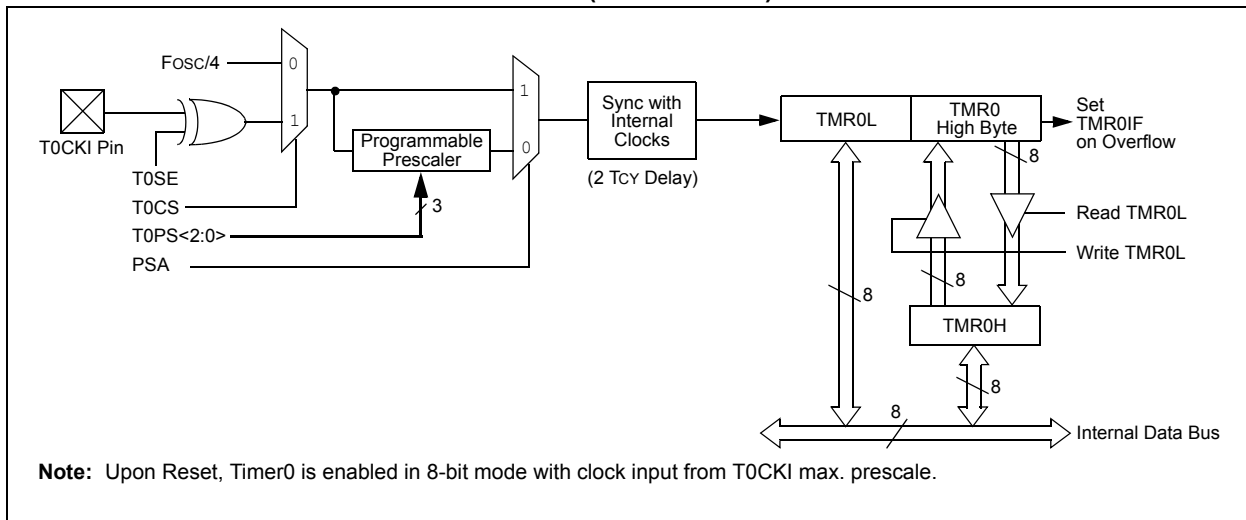 Fosc/4
0
1
T0CKI Pin
T0SE
T0CS
T0PS<2:0>
PSA
Programmable
Prescaler
3
1
0
Sync with
Internal
Clocks
(2 TCY Delay)
TMR0L
TMR0
High Byte
Set
TMR0IF
on Overflow
8
Read TMR0L
Write TMR0L
8
8
TMR0H
8
8
Internal Data Bus
Note: Upon Reset, Timer0 is enabled in 8-bit mode with clock input from T0CKI max. prescale.